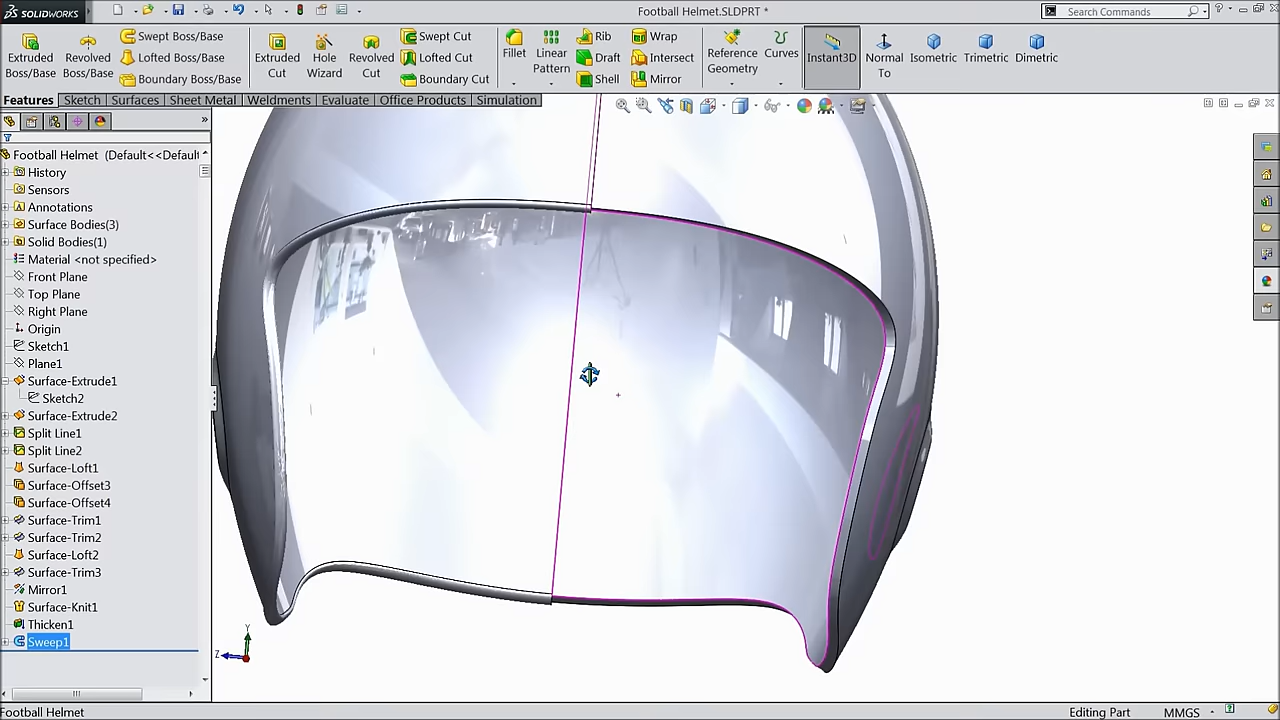 SOLIDWORKS
Football Helmet.SLDPRT *
Search Commands
Extruded Boss/Base
Revolved Boss/Base
Swept Boss/Base
Lofted Boss/Base
Boundary Boss/Base
Extruded Cut
Hole Wizard
Revolved Cut
Swept Cut
Lofted Cut
Boundary Cut
Fillet
Linear Pattern
Rib
Draft
Shell
Wrap
Intersect
Mirror
Reference Geometry
Curves
Instant3D
Normal To
Isometric
Trimetric
Dimetric
Features
Sketch
Surfaces
Sheet Metal
Weldments
Evaluate
Office Products
Simulation
Football Helmet (Default<<Defaul
History
Sensors
Annotations
Surface Bodies(3)
Solid Bodies(1)
Material <not specified>
Front Plane
Top Plane
Right Plane
Origin
Sketch1
Plane1
Surface-Extrude1
Sketch2
Surface-Extrude2
Split Line1
Split Line2
Surface-Loft1
Surface-Offset3
Surface-Offset4
Surface-Trim1
Surface-Trim2
Surface-Loft2
Surface-Trim3
Mirror1
Surface-Knit1
Thicken1
Sweep1
Y
Z
Football Helmet
Editing Part
MMGS